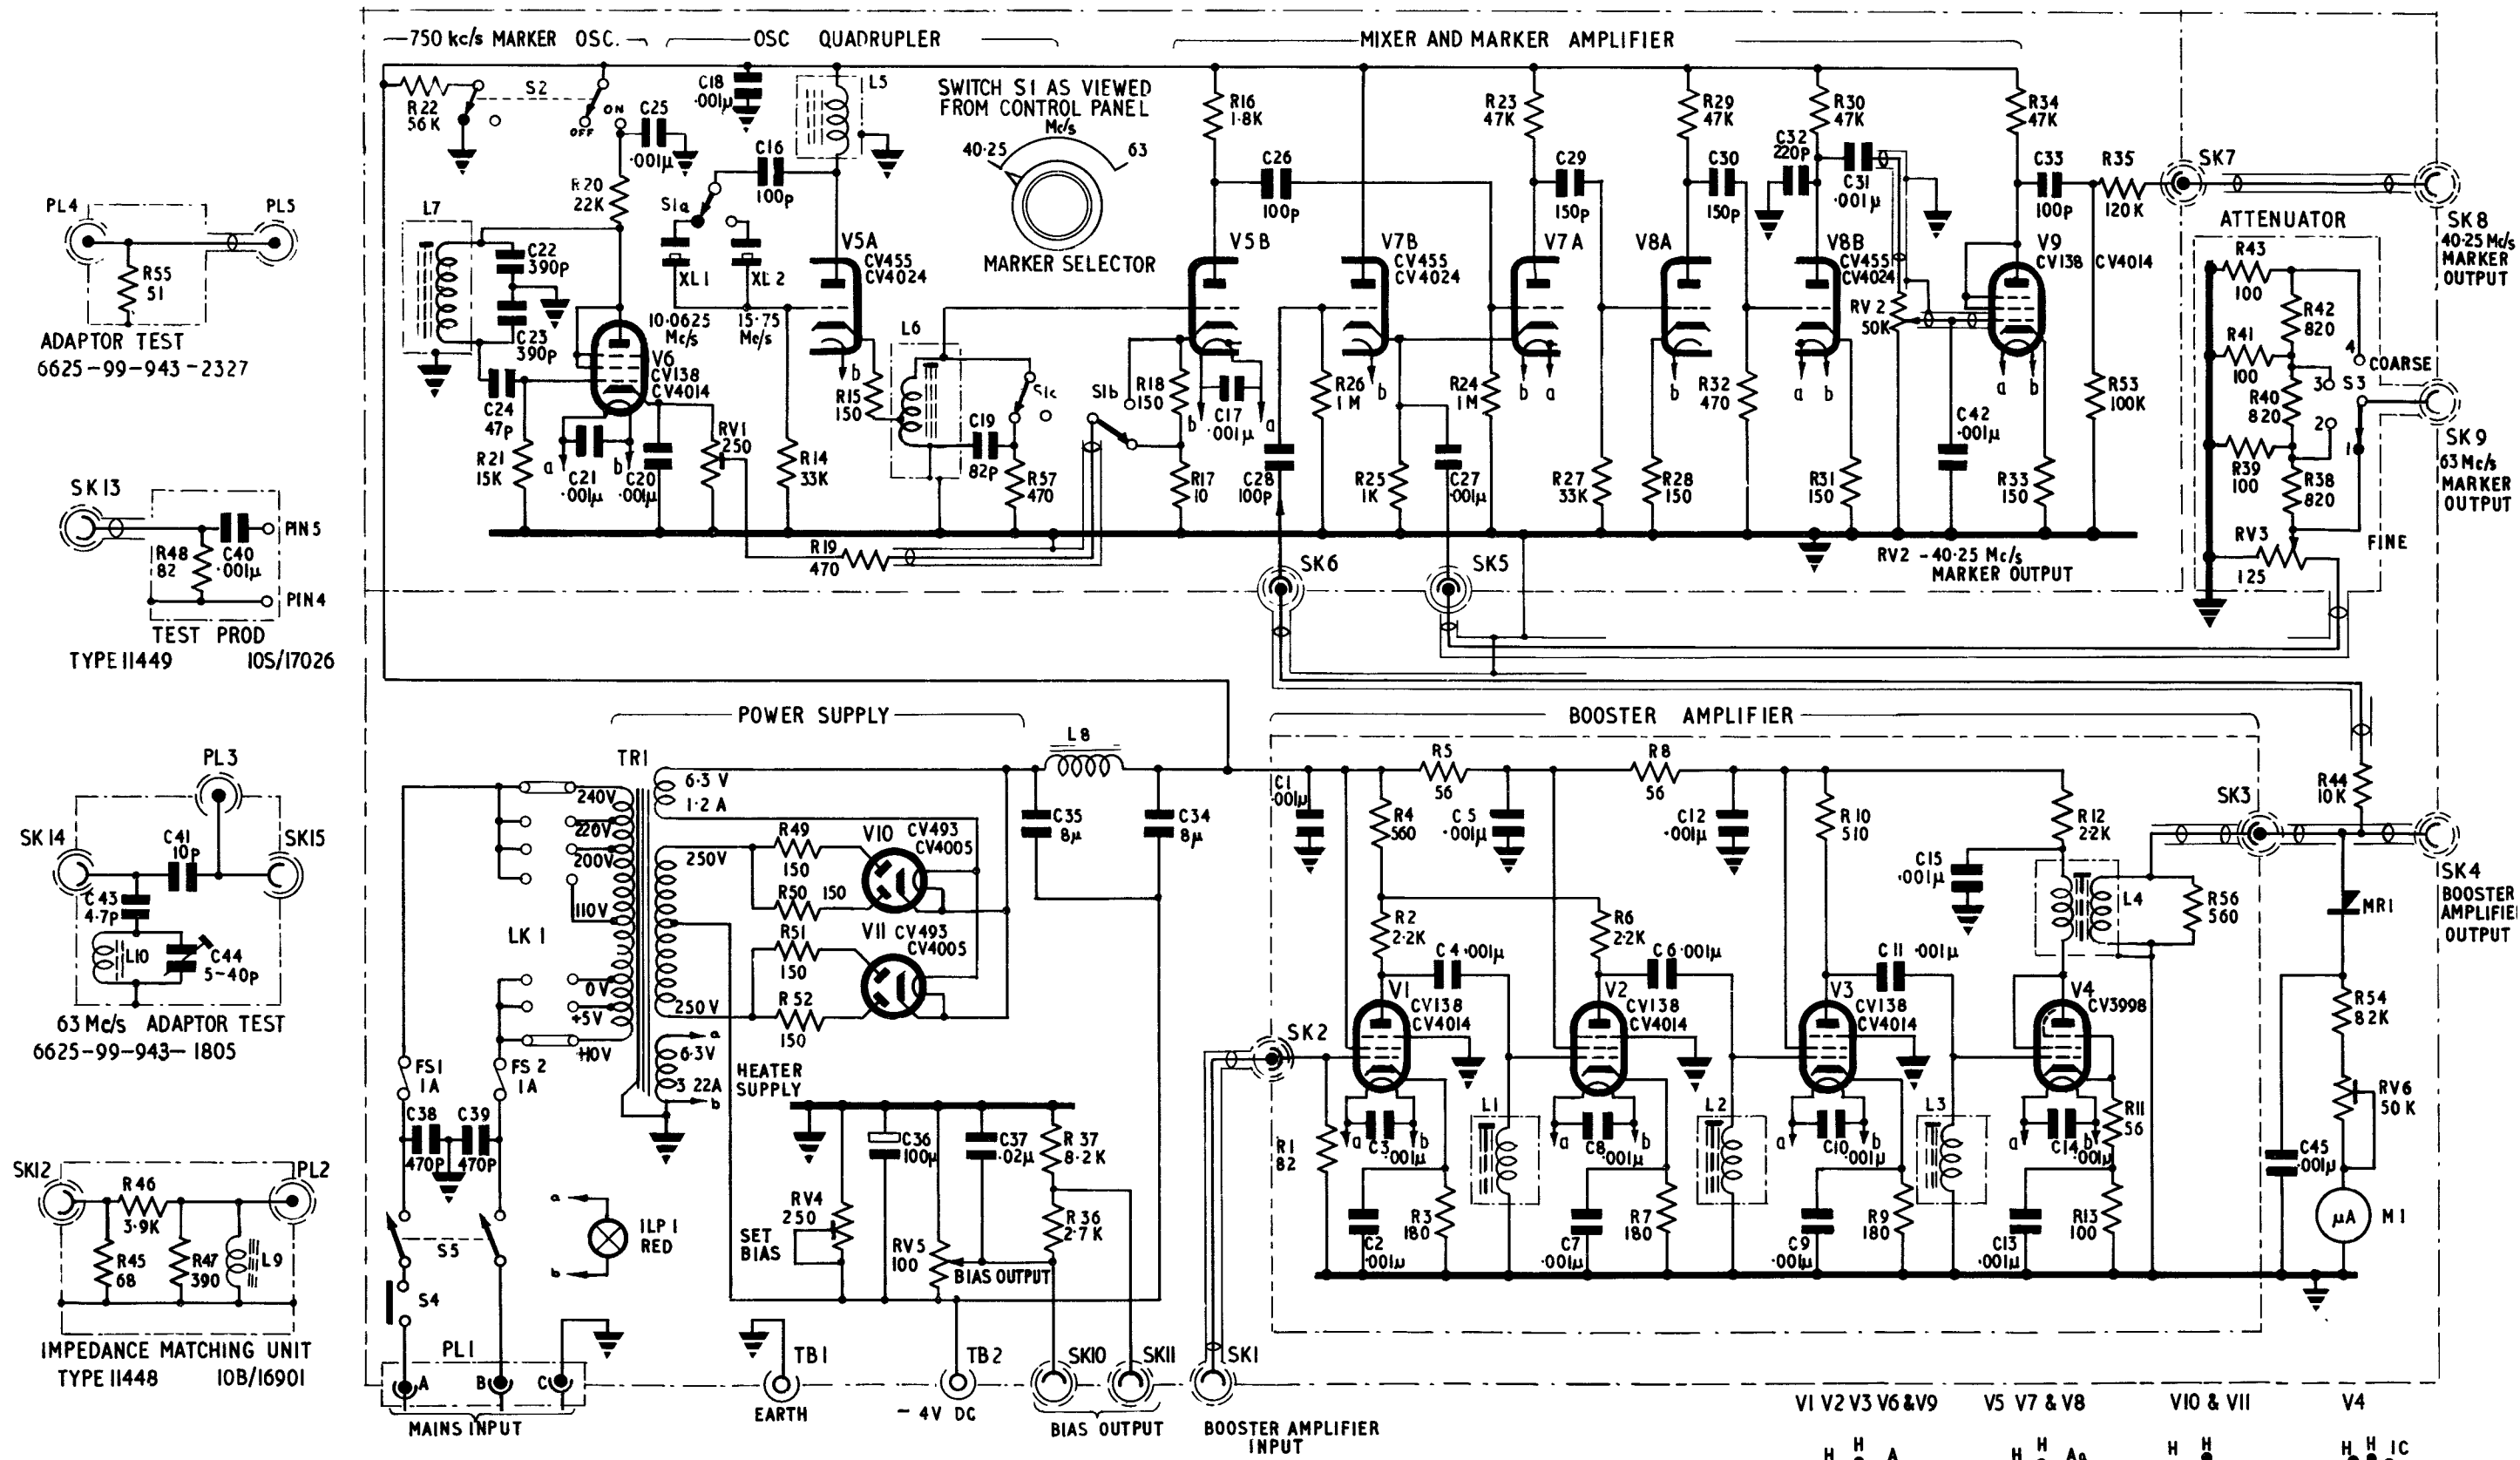 750 kc/s MARKER OSC.
OSC QUADRUPLER
MIXER AND MARKER AMPLIFIER
R22
56K
S2
OFF
ON
C25
·001µ
C18
·001µ
L5
C16
100p
R20
22K
S1a
XL1
10·0625
Mc/s
XL2
15·75
Mc/s
V5A
CV455
CV4024
SWITCH S1 AS VIEWED
FROM CONTROL PANEL
Mc/s
40·25
63
MARKER SELECTOR
L7
C22
390p
C23
390p
C24
47p
V6
CV138
CV4014
R21
15K
a
C21
·001µ
b
C20
·001µ
RV1
250
R14
33K
b
R15
150
L6
C19
82p
S1c
R57
470
R19
470
S1b
R16
1·8K
C26
100p
V5B
R18
150
b
C17
·001µ
a
R17
10
C28
100p
V7B
CV455
CV4024
R26
1M
b
R25
1K
R24
1M
C27
·001µ
R23
47K
C29
150p
V7A
b
a
R27
33K
R29
47K
C30
150p
V8A
b
R28
150
R32
470
R30
47K
C32
220p
C31
·001µ
V8B
CV455
CV4024
a
b
R31
150
RV2
50K
C42
·001µ
R34
47K
C33
100p
R35
120K
V9
CV138
CV4014
a
b
R33
150
R53
100K
RV2 -40·25 Mc/s
MARKER OUTPUT
SK7
SK8
40·25 Mc/s
MARKER
OUTPUT
ATTENUATOR
R43
100
R42
820
R41
100
R40
820
R39
100
R38
820
4
COARSE
3
S3
2
1
FINE
RV3
125
SK9
63 Mc/s
MARKER
OUTPUT
SK6
SK5
PL4
PL5
R55
51
ADAPTOR TEST
6625-99-943-2327
SK13
R48
82
C40
·001µ
PIN 5
PIN 4
TEST PROD
TYPE 11449 10S/17026
PL3
SK14
C41
10p
SK15
C43
4·7p
L10
C44
5-40p
63 Mc/s ADAPTOR TEST
6625-99-943-1805
SK12
R46
3·9K
PL2
R45
68
R47
390
L9
IMPEDANCE MATCHING UNIT
TYPE 11448 10B/16901
POWER SUPPLY
TR1
6·3 V
1·2 A
240V
220V
200V
110V
0V
+5V
+10V
LK 1
250V
250V
6·3V
3 22A
a
b
HEATER
SUPPLY
R49
150
R50
150
R51
150
R52
150
V10
CV493
CV4005
V11
CV493
CV4005
L8
C35
8µ
C34
8µ
FS1
1A
FS2
1A
C38
470p
C39
470p
S5
S4
PL1
A
B
C
MAINS INPUT
a
b
ILP 1
RED
RV4
250
SET
BIAS
C36
100µ
RV5
100
C37
·02µ
R37
8·2K
R36
2·7K
BIAS OUTPUT
TB1
EARTH
TB2
- 4V DC
SK10
SK11
BIAS OUTPUT
SK1
BOOSTER AMPLIFIER
INPUT
BOOSTER AMPLIFIER
C1
·001µ
R4
560
R5
56
C5
·001µ
R8
56
C12
·001µ
R10
510
R12
2·2K
C15
·001µ
L4
R56
560
SK3
R44
10K
SK4
BOOSTER
AMPLIFIE
OUTPUT
MR1
R54
82K
RV6
50K
C45
·001µ
µA
M1
R2
2·2K
C4 ·001µ
R6
2·2K
C6 ·001µ
C11 ·001µ
SK2
V1
CV138
CV4014
V2
CV138
CV4014
V3
CV138
CV4014
V4
CV3998
R1
82
a
C3
·001µ
b
C2
·001µ
R3
180
L1
a
C8
·001µ
b
C7
·001µ
R7
180
L2
a
C10
·001µ
b
C9
·001µ
R9
180
L3
a
C14
·001µ
b
C13
·001µ
R11
56
R13
100
V1 V2 V3 V6 & V9
V5 V7 & V8
V10 & V11
V4
H H A
H H Aa
H H
H H IC